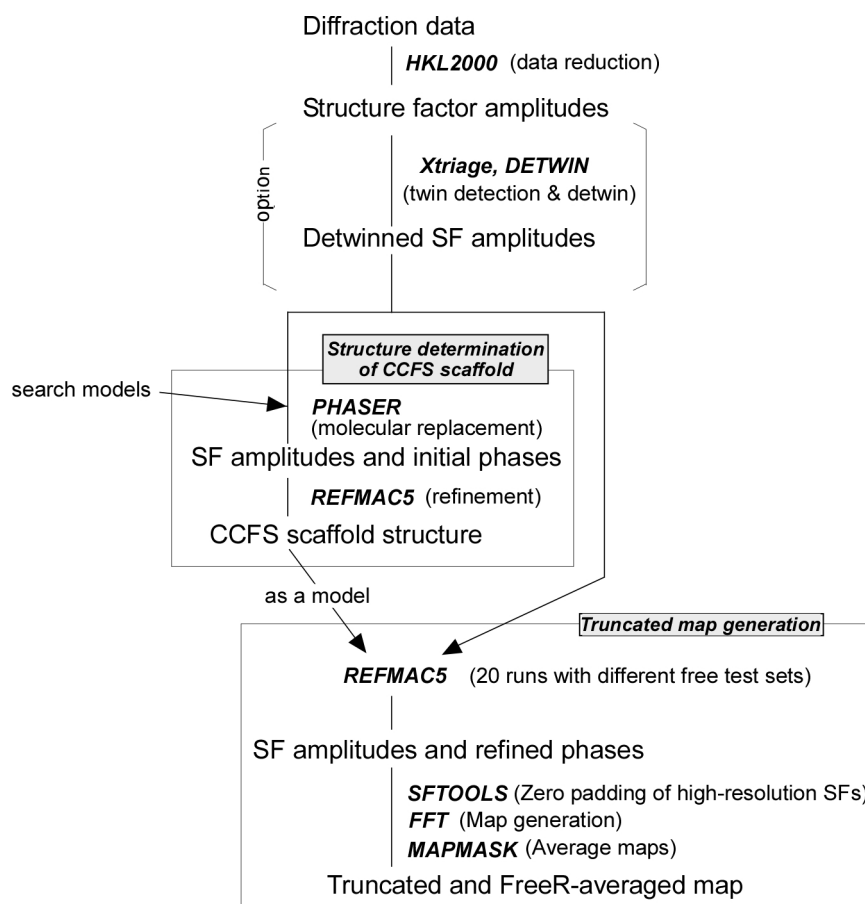 Diffraction data
HKL2000 (data reduction)
Structure factor amplitudes
option
Xtriage, DETWIN
(twin detection & detwin)
Detwinned SF amplitudes
Structure determination
of CCFS scaffold
search models
PHASER
(molecular replacement)
SF amplitudes and initial phases
REFMAC5 (refinement)
CCFS scaffold structure
as a model
Truncated map generation
REFMAC5 (20 runs with different free test sets)
SF amplitudes and refined phases
SFTOOLS (Zero padding of high-resolution SFs)
FFT (Map generation)
MAPMASK (Average maps)
Truncated and FreeR-averaged map